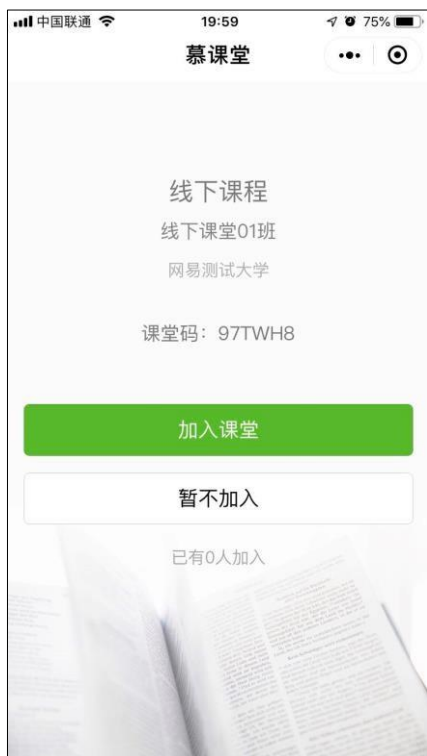 中国联通 19:59 75%
慕课堂
线下课程
线下课堂01班
网易测试大学
课堂码：97TWH8
加入课堂
暂不加入
已有0人加入